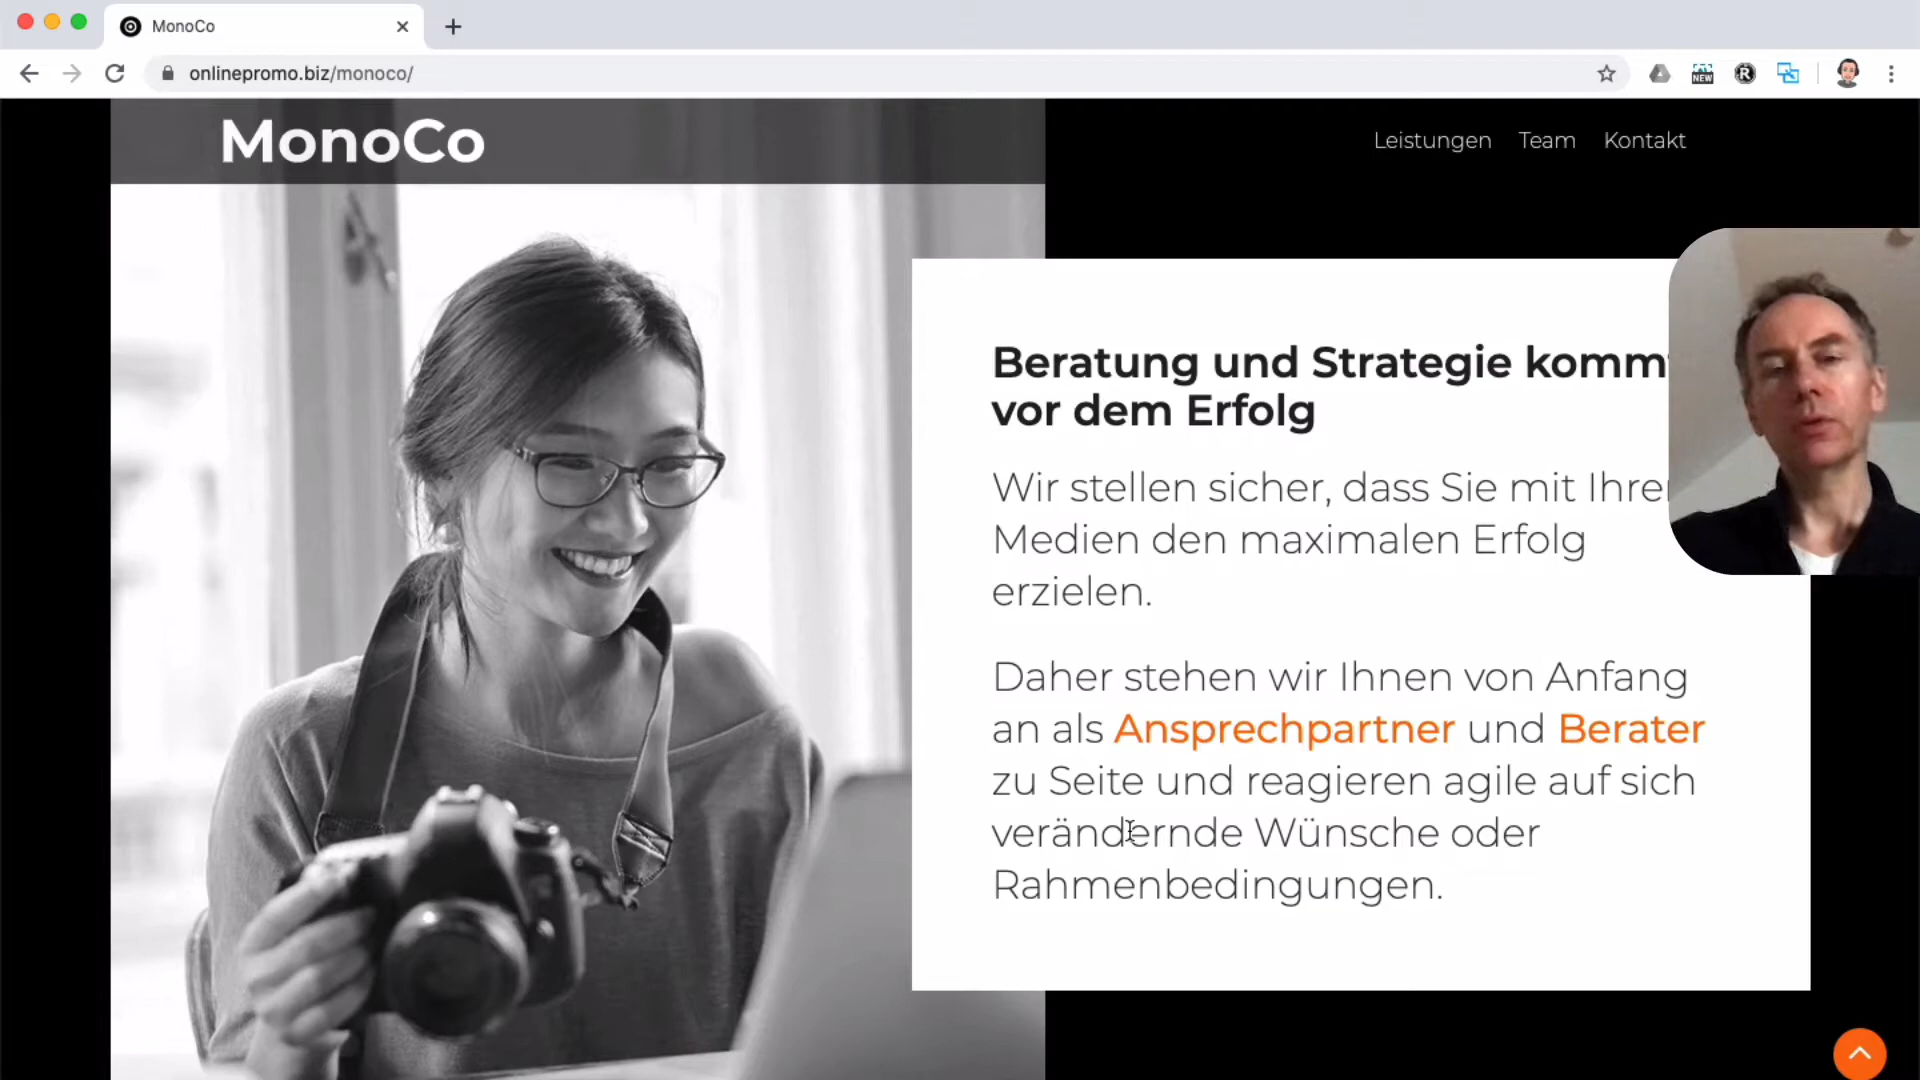 MonoCo
onlinepromo.biz/monoco/
NEW
R
MonoCo
Leistungen Team Kontakt
Beratung und Strategie komm
vor dem Erfolg
Wir stellen sicher, dass Sie mit Ihren
Medien den maximalen Erfolg
erzielen.
Daher stehen wir Ihnen von Anfang
an als Ansprechpartner und Berater
zu Seite und reagieren agile auf sich
verändernde Wünsche oder
Rahmenbedingungen.